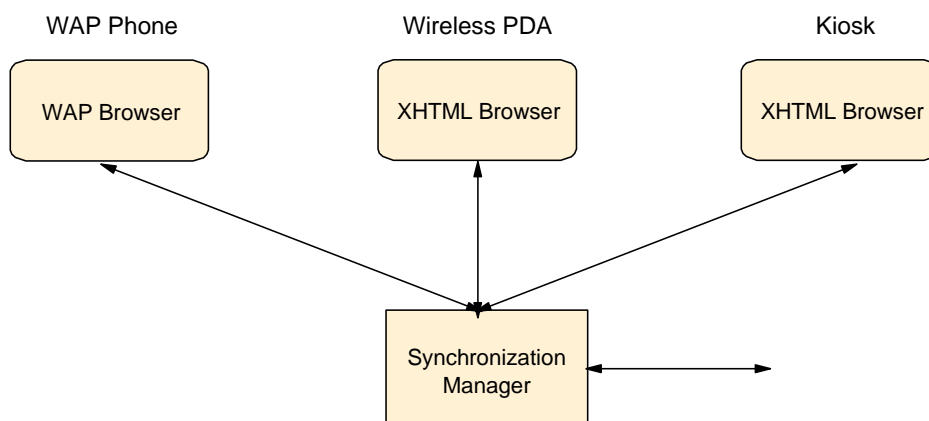 WAP Phone
Wireless PDA
Kiosk
WAP Browser
XHTML Browser
XHTML Browser
Synchronization
Manager